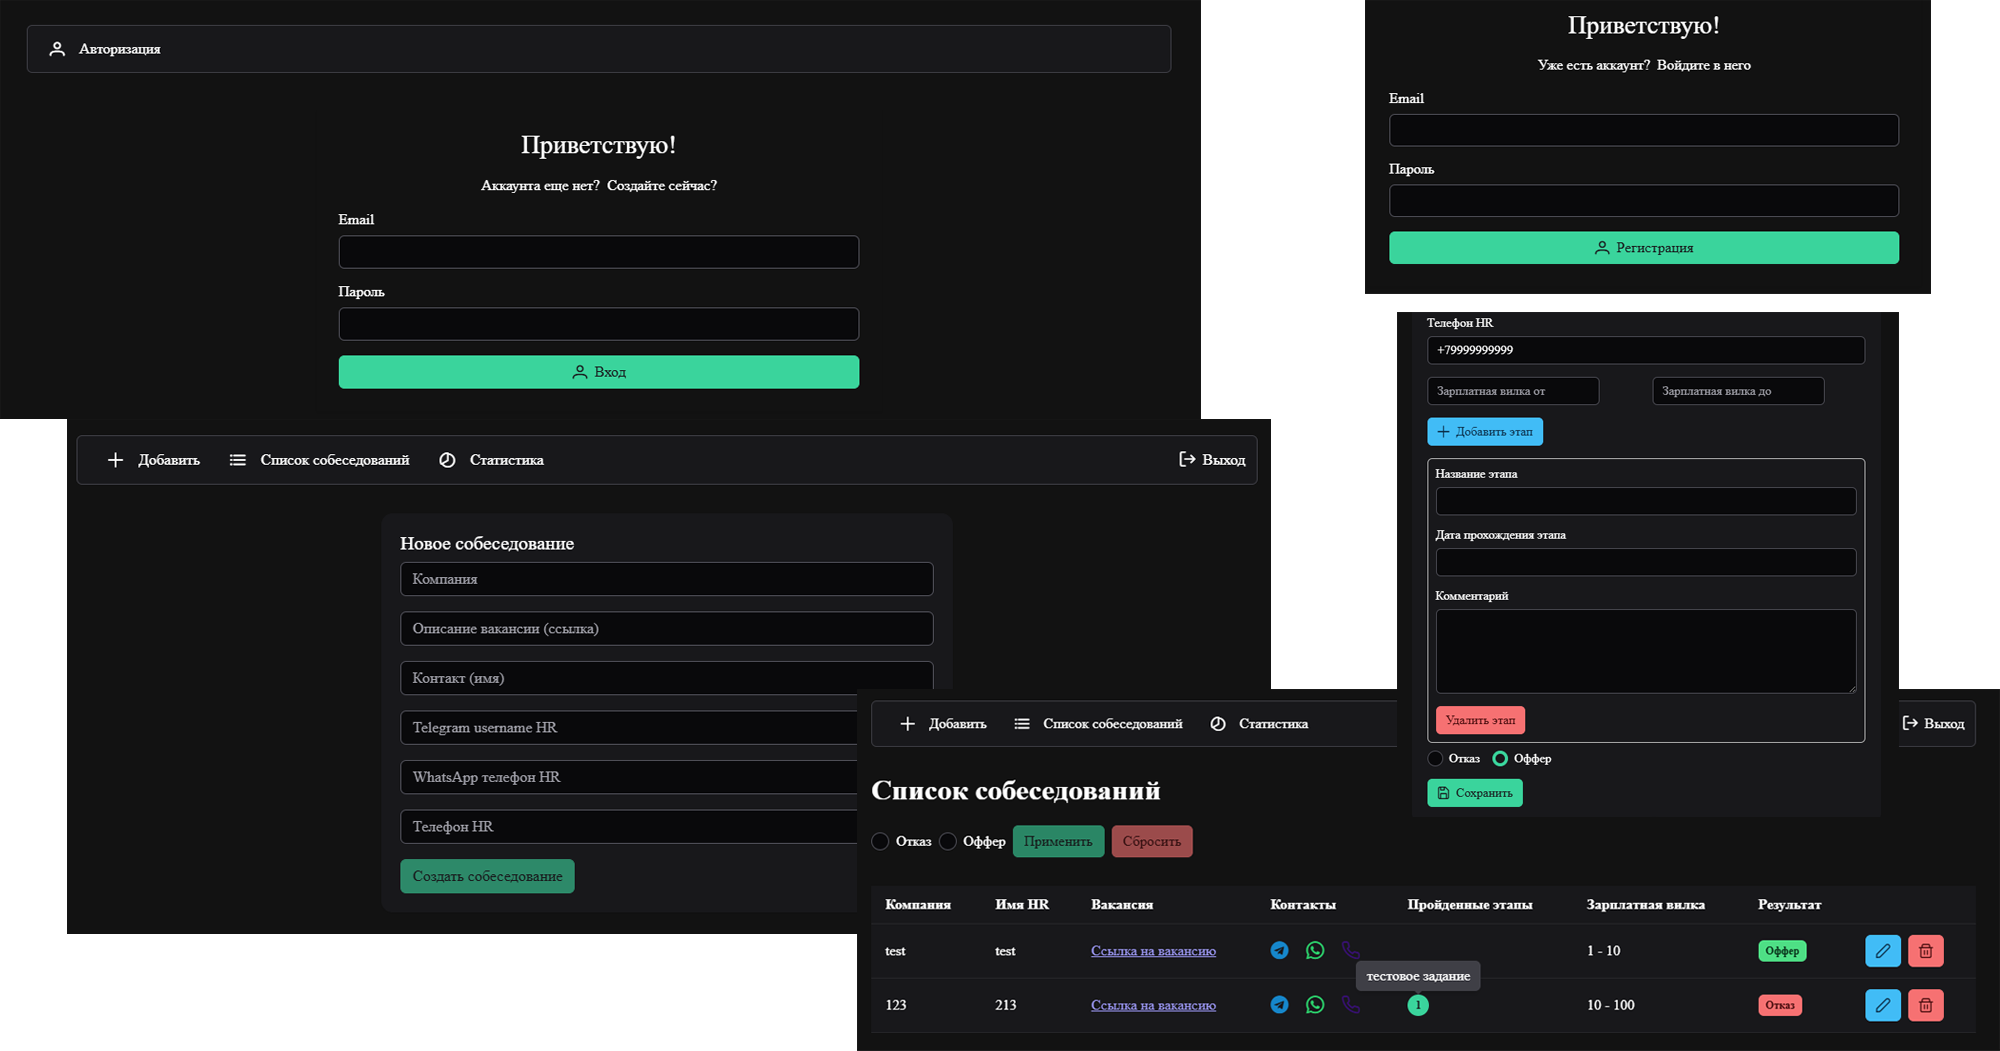 Авторизация
Приветствую!
Аккаунта еще нет? Создайте сейчас?
Email
Пароль
Вход
Приветствую!
Уже есть аккаунт? Войдите в него
Email
Пароль
Регистрация
Добавить Список собеседований Статистика Выход
Новое собеседование
Компания
Описание вакансии (ссылка)
Контакт (имя)
Telegram username HR
WhatsApp телефон HR
Телефон HR
Создать собеседование
Телефон HR
+79999999999
Зарплатная вилка от Зарплатная вилка до
Добавить этап
Название этапа
Дата прохождения этапа
Комментарий
Удалить этап
Отказ Оффер
Сохранить
Добавить Список собеседований Статистика Выход
Список собеседований
Отказ Оффер Применить Сбросить
Компания Имя HR Вакансия Контакты Пройденные этапы Зарплатная вилка Результат
test test Ссылка на вакансию 1 - 10 Оффер
тестовое задание
123 213 Ссылка на вакансию 1 10 - 100 Отказ